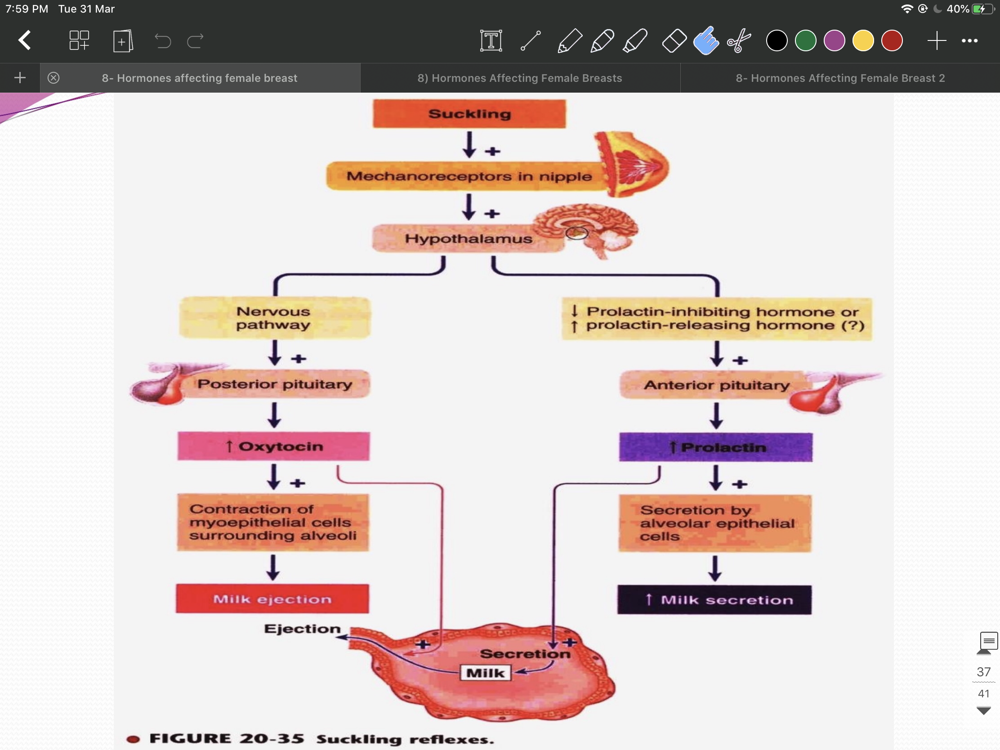 7:59 PM Tue 31 Mar
40%
T
8- Hormones affecting female breast
8) Hormones Affecting Female Breasts
8- Hormones Affecting Female Breast 2
Suckling
+
Mechanoreceptors in nipple
+
Hypothalamus
Nervous
pathway
↓ Prolactin-inhibiting hormone or
↑ prolactin-releasing hormone (?)
+
+
Posterior pituitary
Anterior pituitary
↑ Oxytocin
↑ Prolactin
+
+
Contraction of
myoepithelial cells
surrounding alveoli
Secretion by
alveolar epithelial
cells
Milk ejection
↑ Milk secretion
Ejection
+
+
Secretion
Milk
37
41
● FIGURE 20-35 Suckling reflexes.